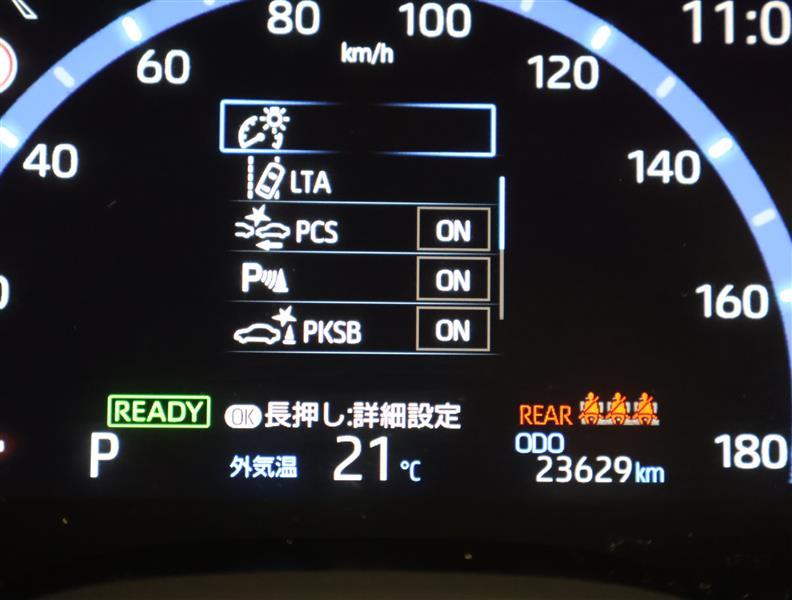 80
100
11:0
km/h
60
120
40
LTA
140
PCS ON
P ON
160
PKSB ON
READY
OK 長押し:詳細設定
REAR
P
外気温 21℃
ODO
23629km
180